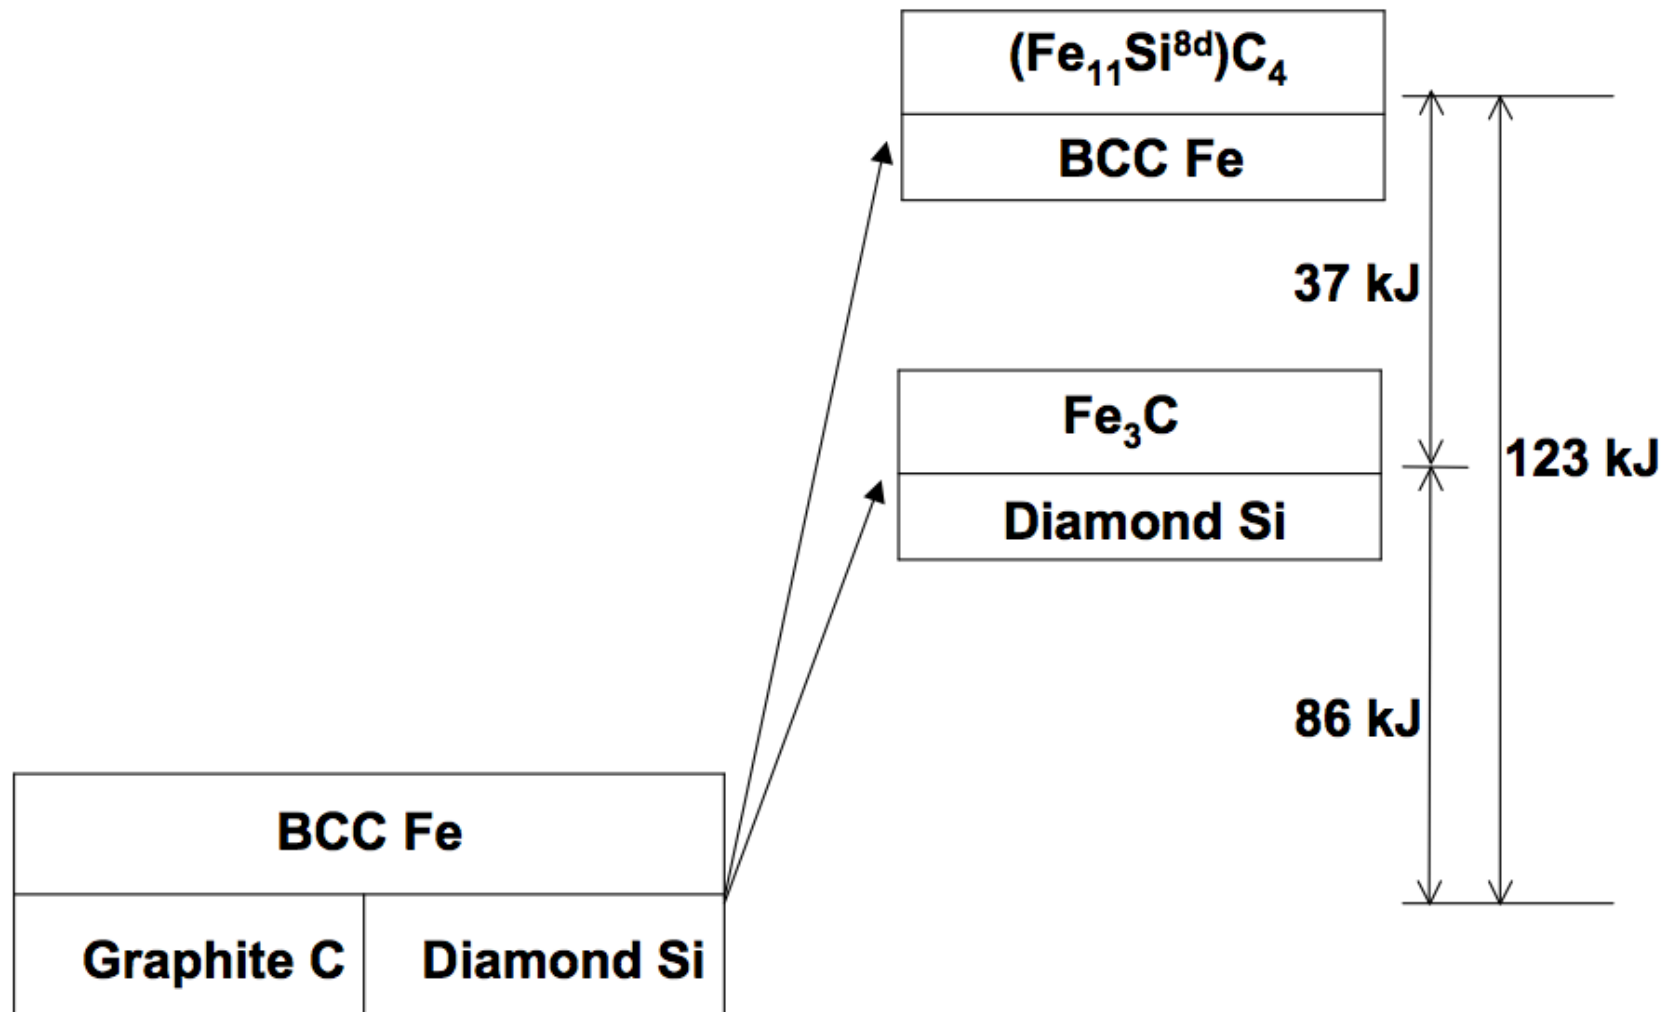 (Fe₁₁Si⁸ᵈ)C₄
BCC Fe
37 kJ
Fe₃C
123 kJ
Diamond Si
86 kJ
BCC Fe
Graphite C
Diamond Si